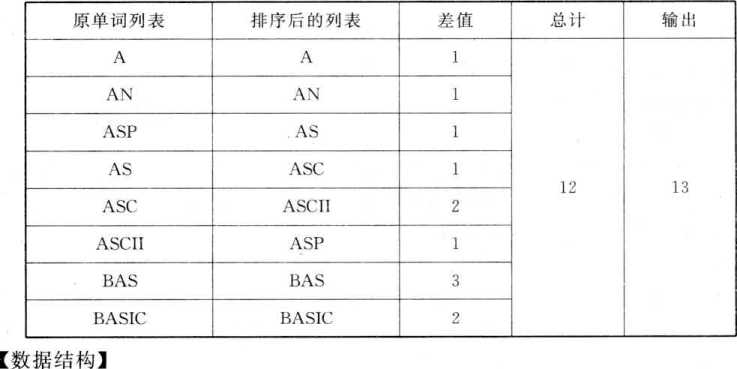 原单词列表 排序后的列表 差值 总计 输出
A A 1
AN AN 1
ASP AS 1
AS ASC 1
12 13
ASC ASCII 2
ASCII ASP 1
BAS BAS 3
BASIC BASIC 2
【数据结构】